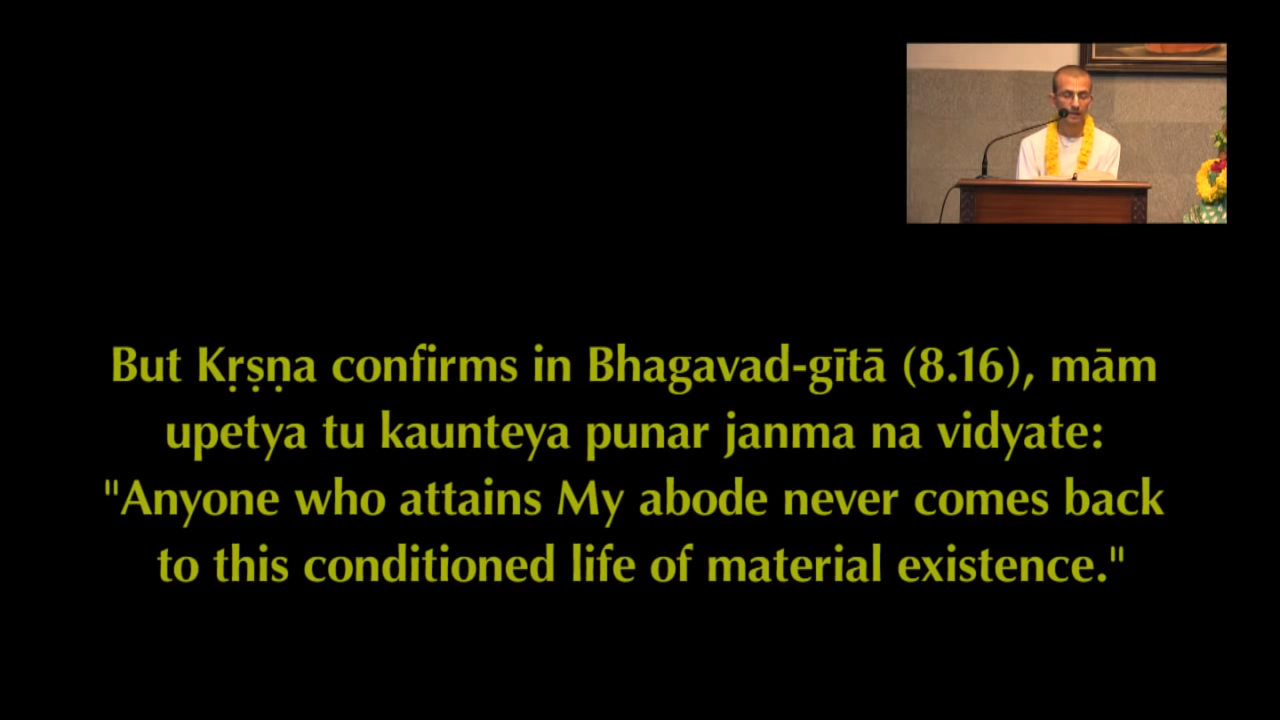 But Kṛṣṇa confirms in Bhagavad-gītā (8.16), mām
upetya tu kaunteya punar janma na vidyate:
"Anyone who attains My abode never comes back
to this conditioned life of material existence."